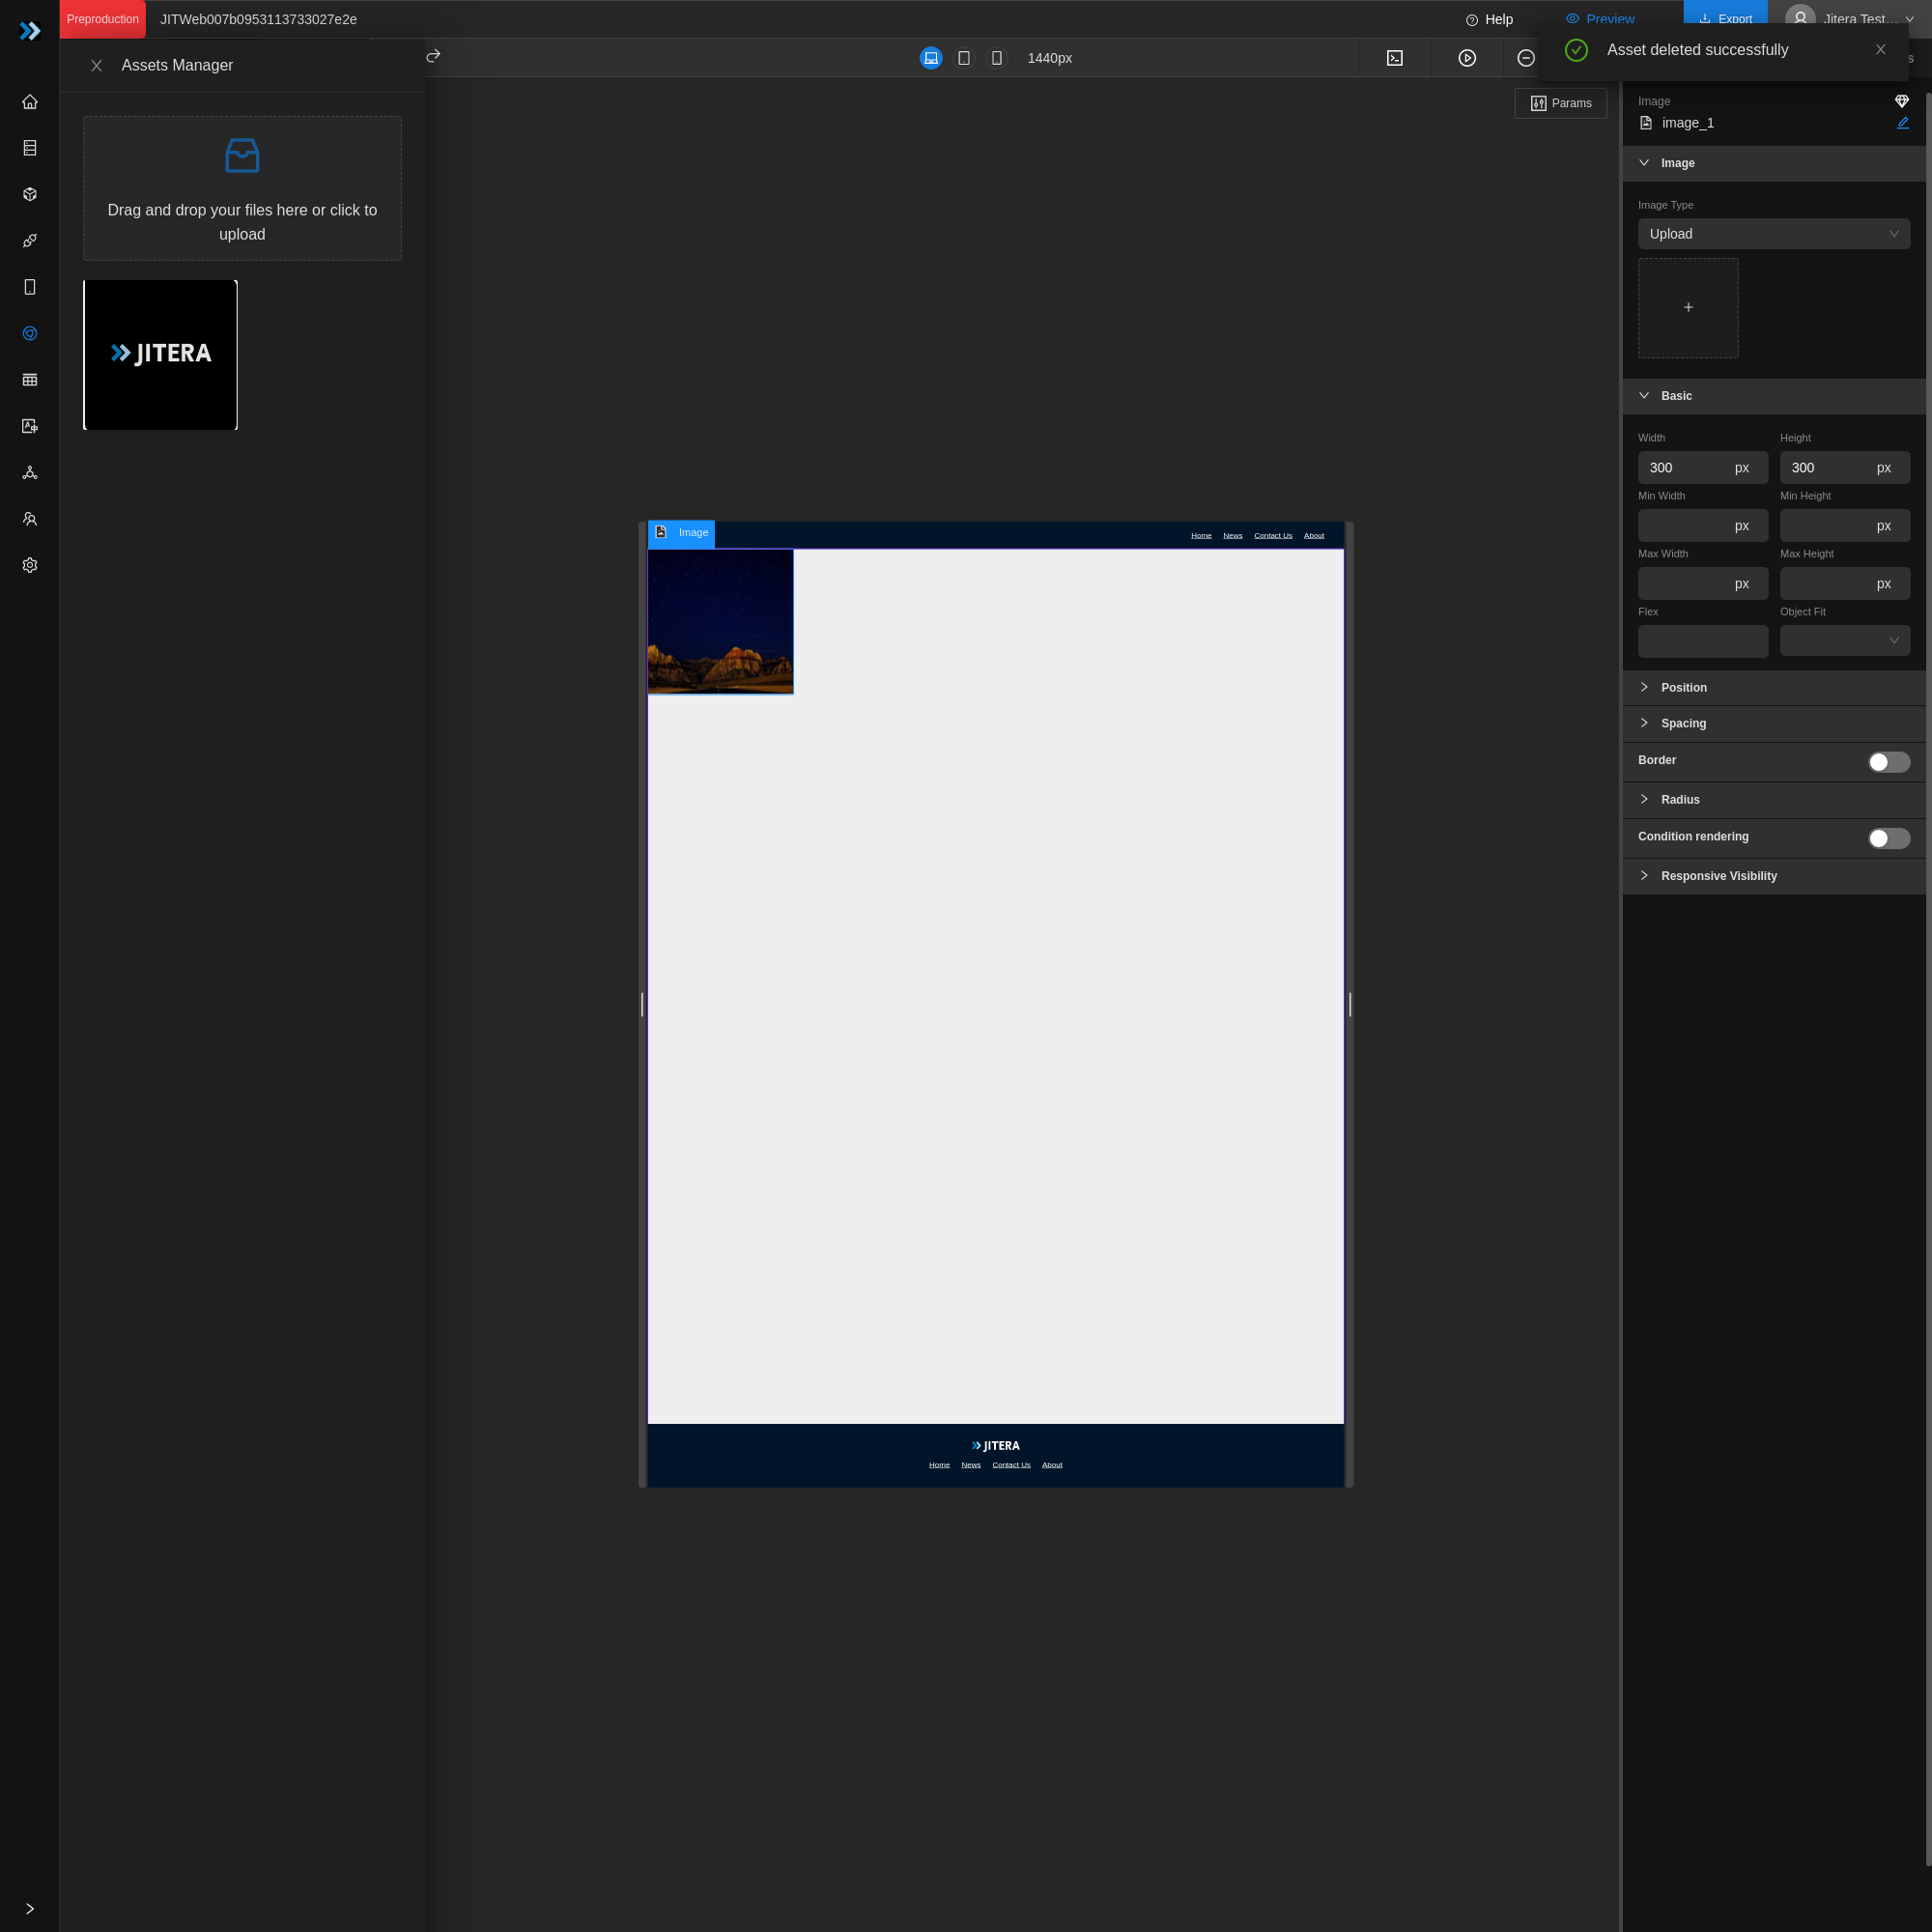 Preproduction
JITWeb007b0953113733027e2e
Help
Preview
Export
Jitera Test...
Asset deleted successfully
Assets Manager
1440px
s
Params
Drag and drop your files here or click to
upload
JITERA
Image
Home
News
Contact Us
About
JITERA
Home
News
Contact Us
About
Image
image_1
Image
Image Type
Upload
Basic
Width
Height
300
px
300
px
Min Width
Min Height
px
px
Max Width
Max Height
px
px
Flex
Object Fit
Position
Spacing
Border
Radius
Condition rendering
Responsive Visibility